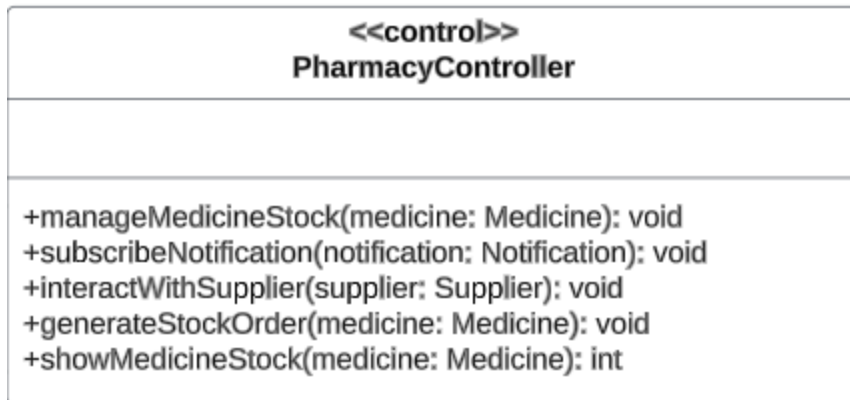 <<control>>
PharmacyController
+manageMedicineStock(medicine: Medicine): void
+subscribeNotification(notification: Notification): void
+interactWithSupplier(supplier: Supplier): void
+generateStockOrder(medicine: Medicine): void
+showMedicineStock(medicine: Medicine): int